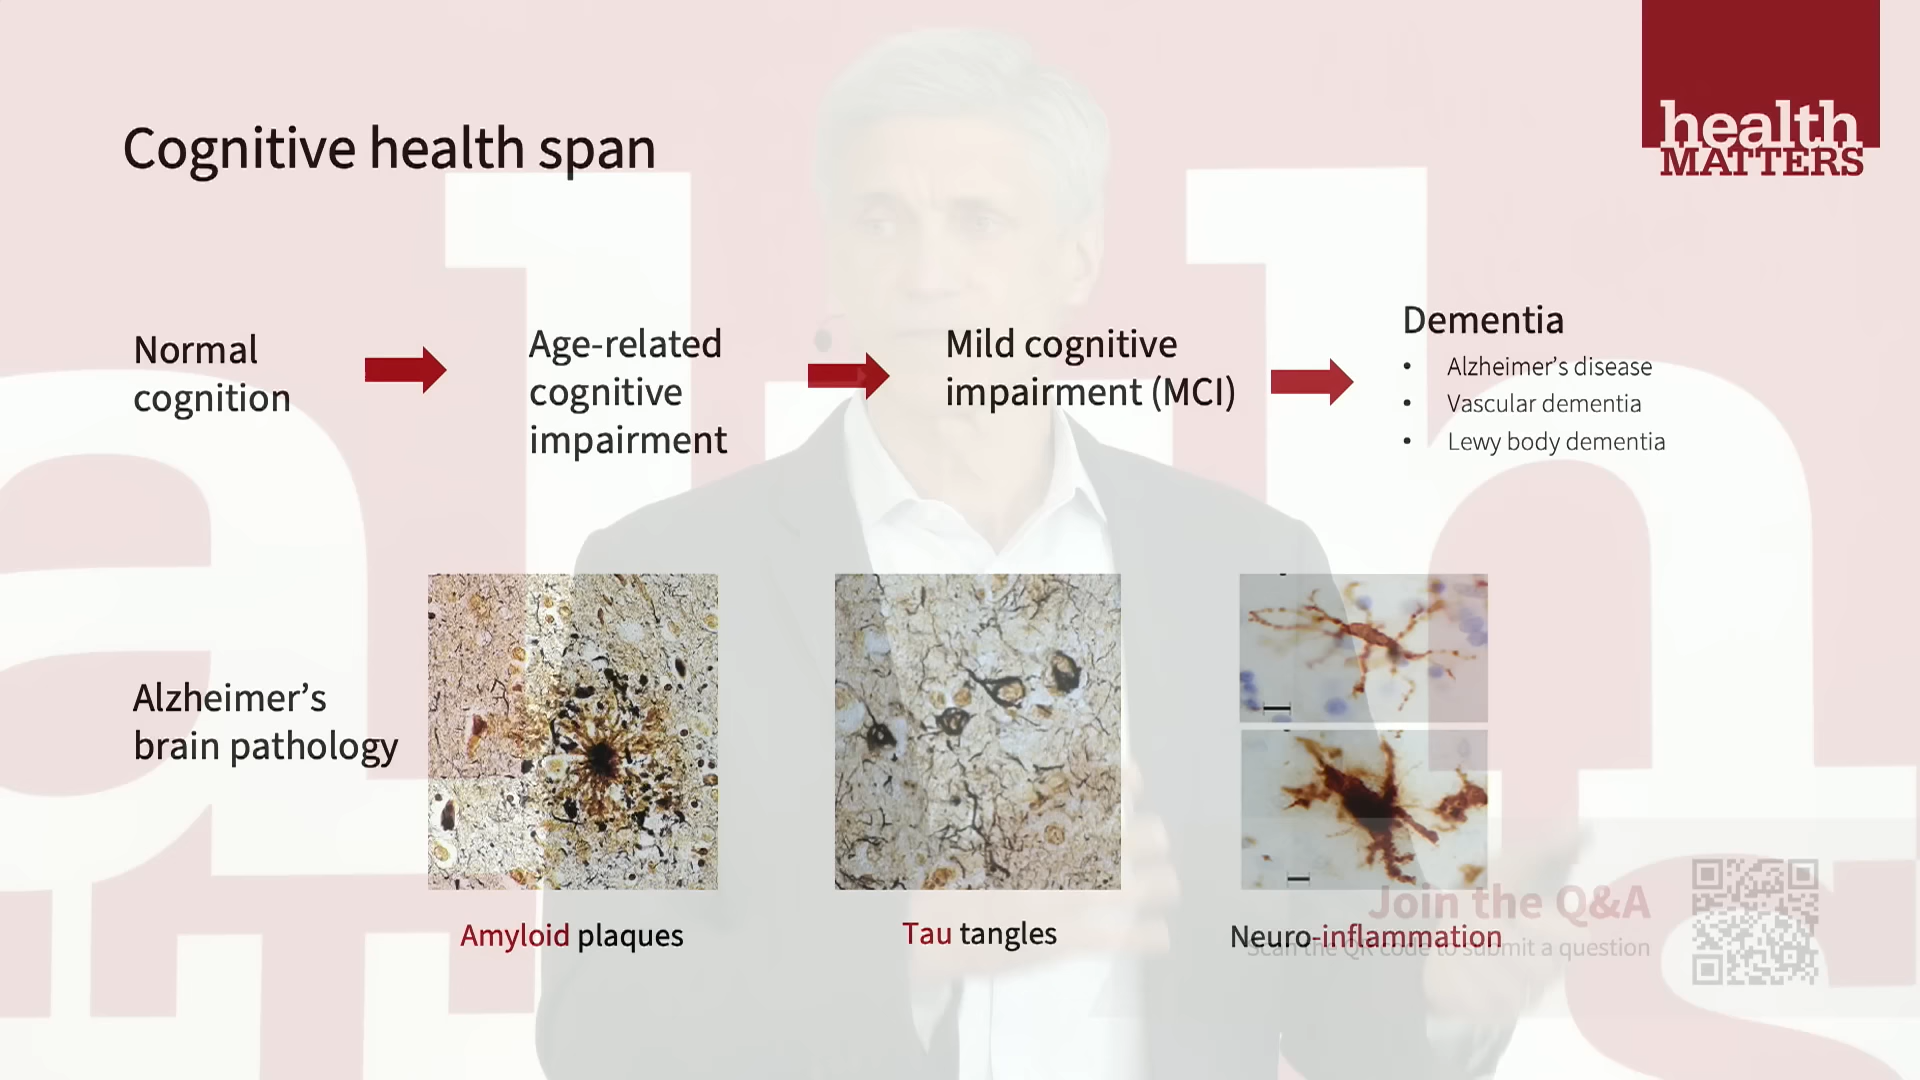 health
MATTERS
Cognitive health span
Normal
cognition
Age-related
cognitive
impairment
Mild cognitive
impairment (MCI)
Dementia
• Alzheimer’s disease
• Vascular dementia
• Lewy body dementia
Alzheimer’s
brain pathology
Amyloid plaques
Tau tangles
Neuro-inflammation
Join the Q&A
Scan the QR code to submit a question